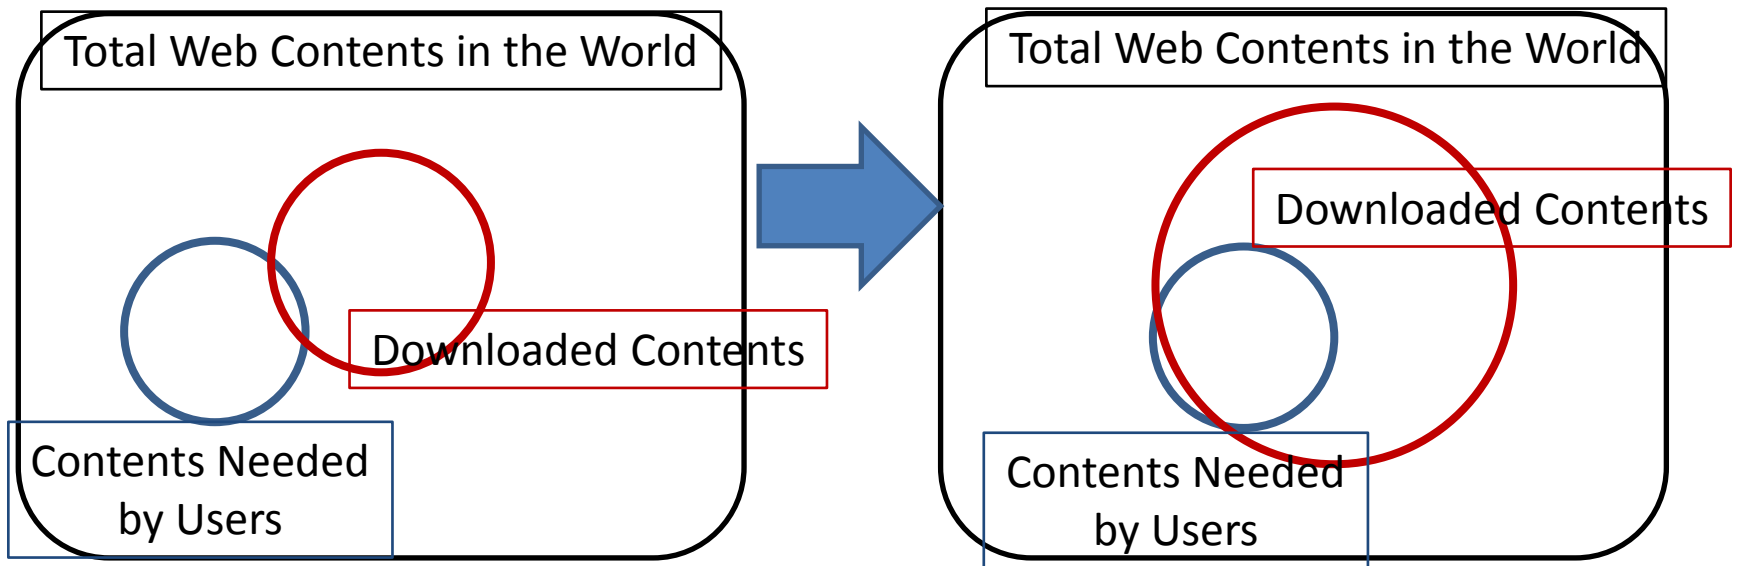 Total Web Contents in the World
Downloaded Contents
Contents Needed
by Users
Total Web Contents in the World
Downloaded Contents
Contents Needed
by Users